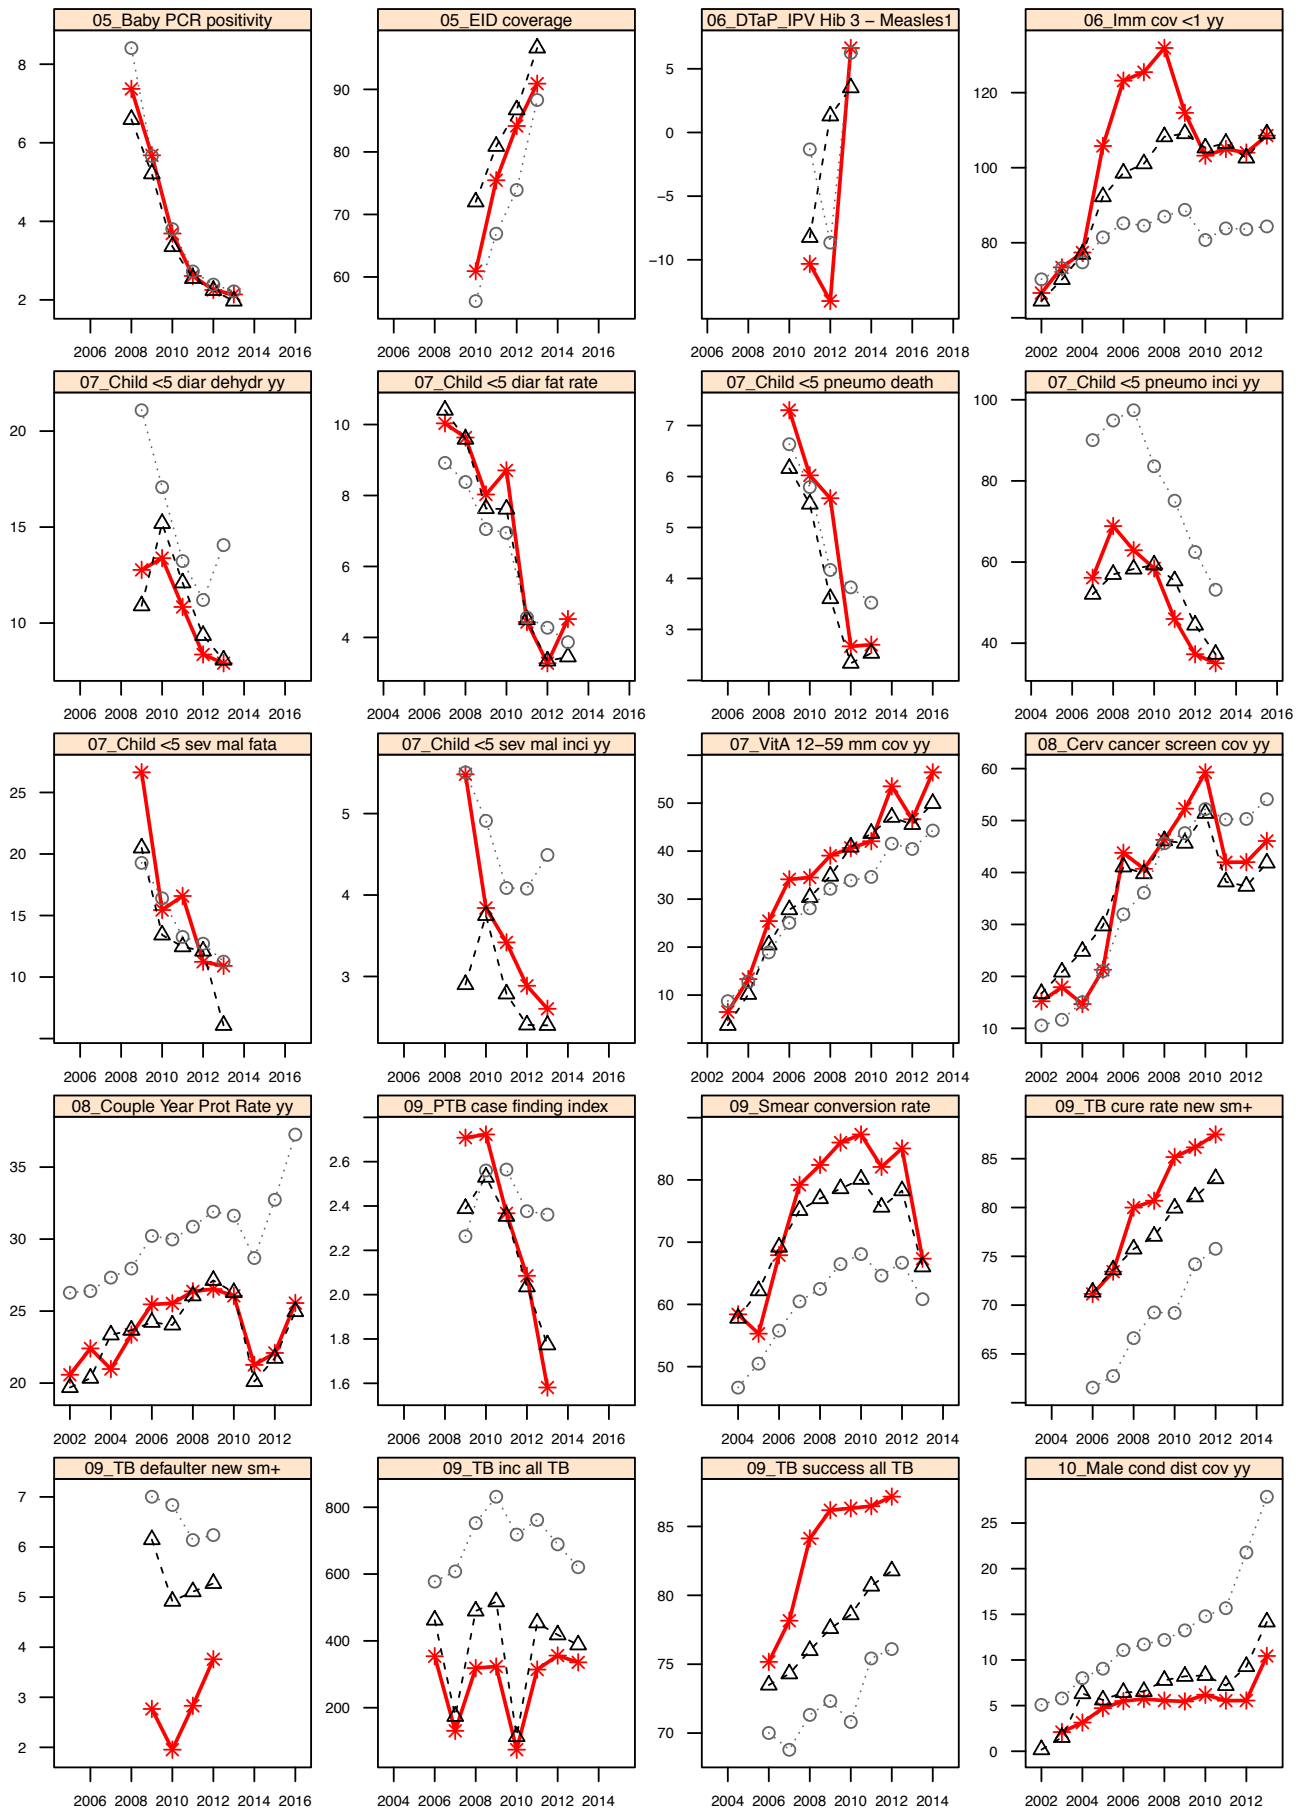 05_Baby PCR positivity
05_EID coverage
06_DTaP_IPV Hib 3 − Measles1
06_Imm cov <1 yy
8
6
4
2
90
80
70
60
5
0
−5
−10
120
100
80
2006 2008 2010 2012 2014 2016
2006 2008 2010 2012 2014 2016
2006 2008 2010 2012 2014 2016 2018
2002 2004 2006 2008 2010 2012
07_Child <5 diar dehydr yy
07_Child <5 diar fat rate
07_Child <5 pneumo death
07_Child <5 pneumo inci yy
20
15
10
10
8
6
4
7
6
5
4
3
100
80
60
40
2006 2008 2010 2012 2014 2016
2004 2006 2008 2010 2012 2014 2016
2006 2008 2010 2012 2014 2016
2004 2006 2008 2010 2012 2014 2016
07_Child <5 sev mal fata
07_Child <5 sev mal inci yy
07_VitA 12−59 mm cov yy
08_Cerv cancer screen cov yy
25
20
15
10
5
4
3
50
40
30
20
10
60
50
40
30
20
10
2006 2008 2010 2012 2014 2016
2006 2008 2010 2012 2014 2016
2002 2004 2006 2008 2010 2012 2014
2002 2004 2006 2008 2010 2012
08_Couple Year Prot Rate yy
09_PTB case finding index
09_Smear conversion rate
09_TB cure rate new sm+
35
30
25
20
2.6
2.4
2.2
2.0
1.8
1.6
80
70
60
50
85
80
75
70
65
2002 2004 2006 2008 2010 2012
2006 2008 2010 2012 2014 2016
2004 2006 2008 2010 2012 2014
2004 2006 2008 2010 2012 2014
09_TB defaulter new sm+
09_TB inc all TB
09_TB success all TB
10_Male cond dist cov yy
7
6
5
4
3
2
800
600
400
200
85
80
75
70
25
20
15
10
5
0
2006 2008 2010 2012 2014 2016
2004 2006 2008 2010 2012 2014
2004 2006 2008 2010 2012 2014
2002 2004 2006 2008 2010 2012